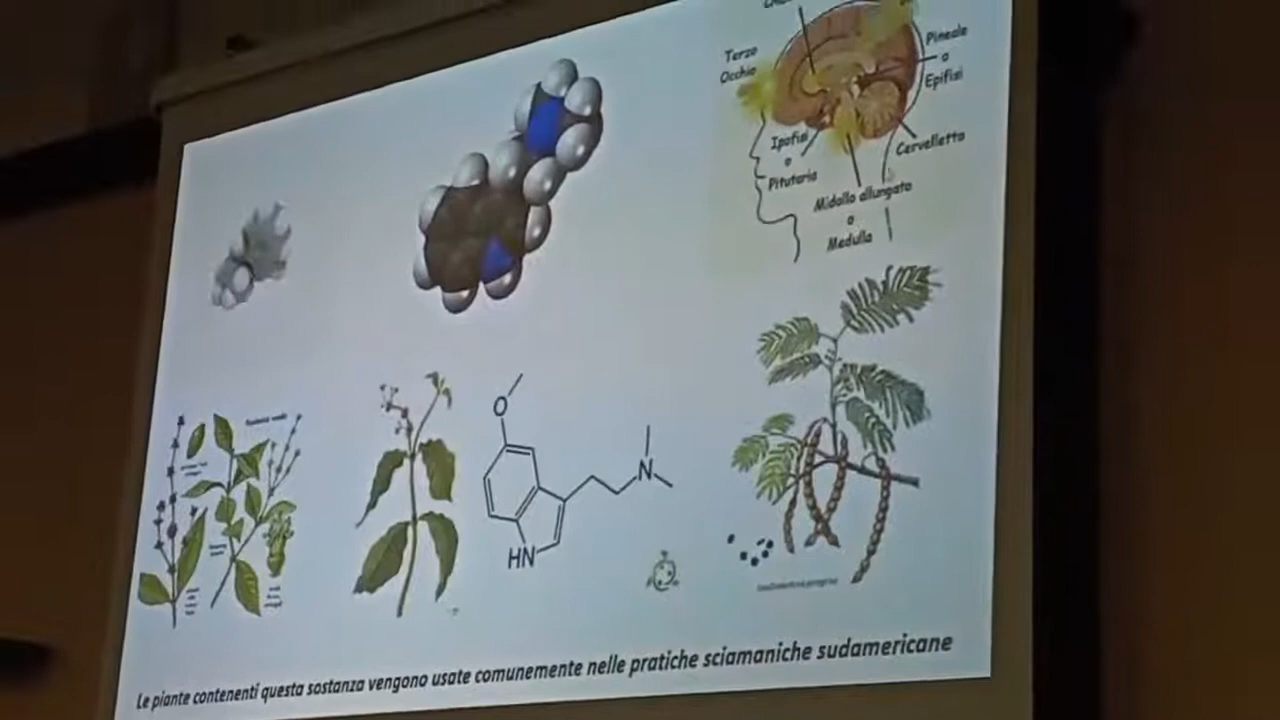 Terzo
Occhio
Pineale
o
Epifisi
Ipofisi
o
Pituitaria
Cervelletto
Midollo allungato
o
Medulla
O
N
HN
Le piante contenenti questa sostanza vengono usate comunemente nelle pratiche sciamaniche sudamericane